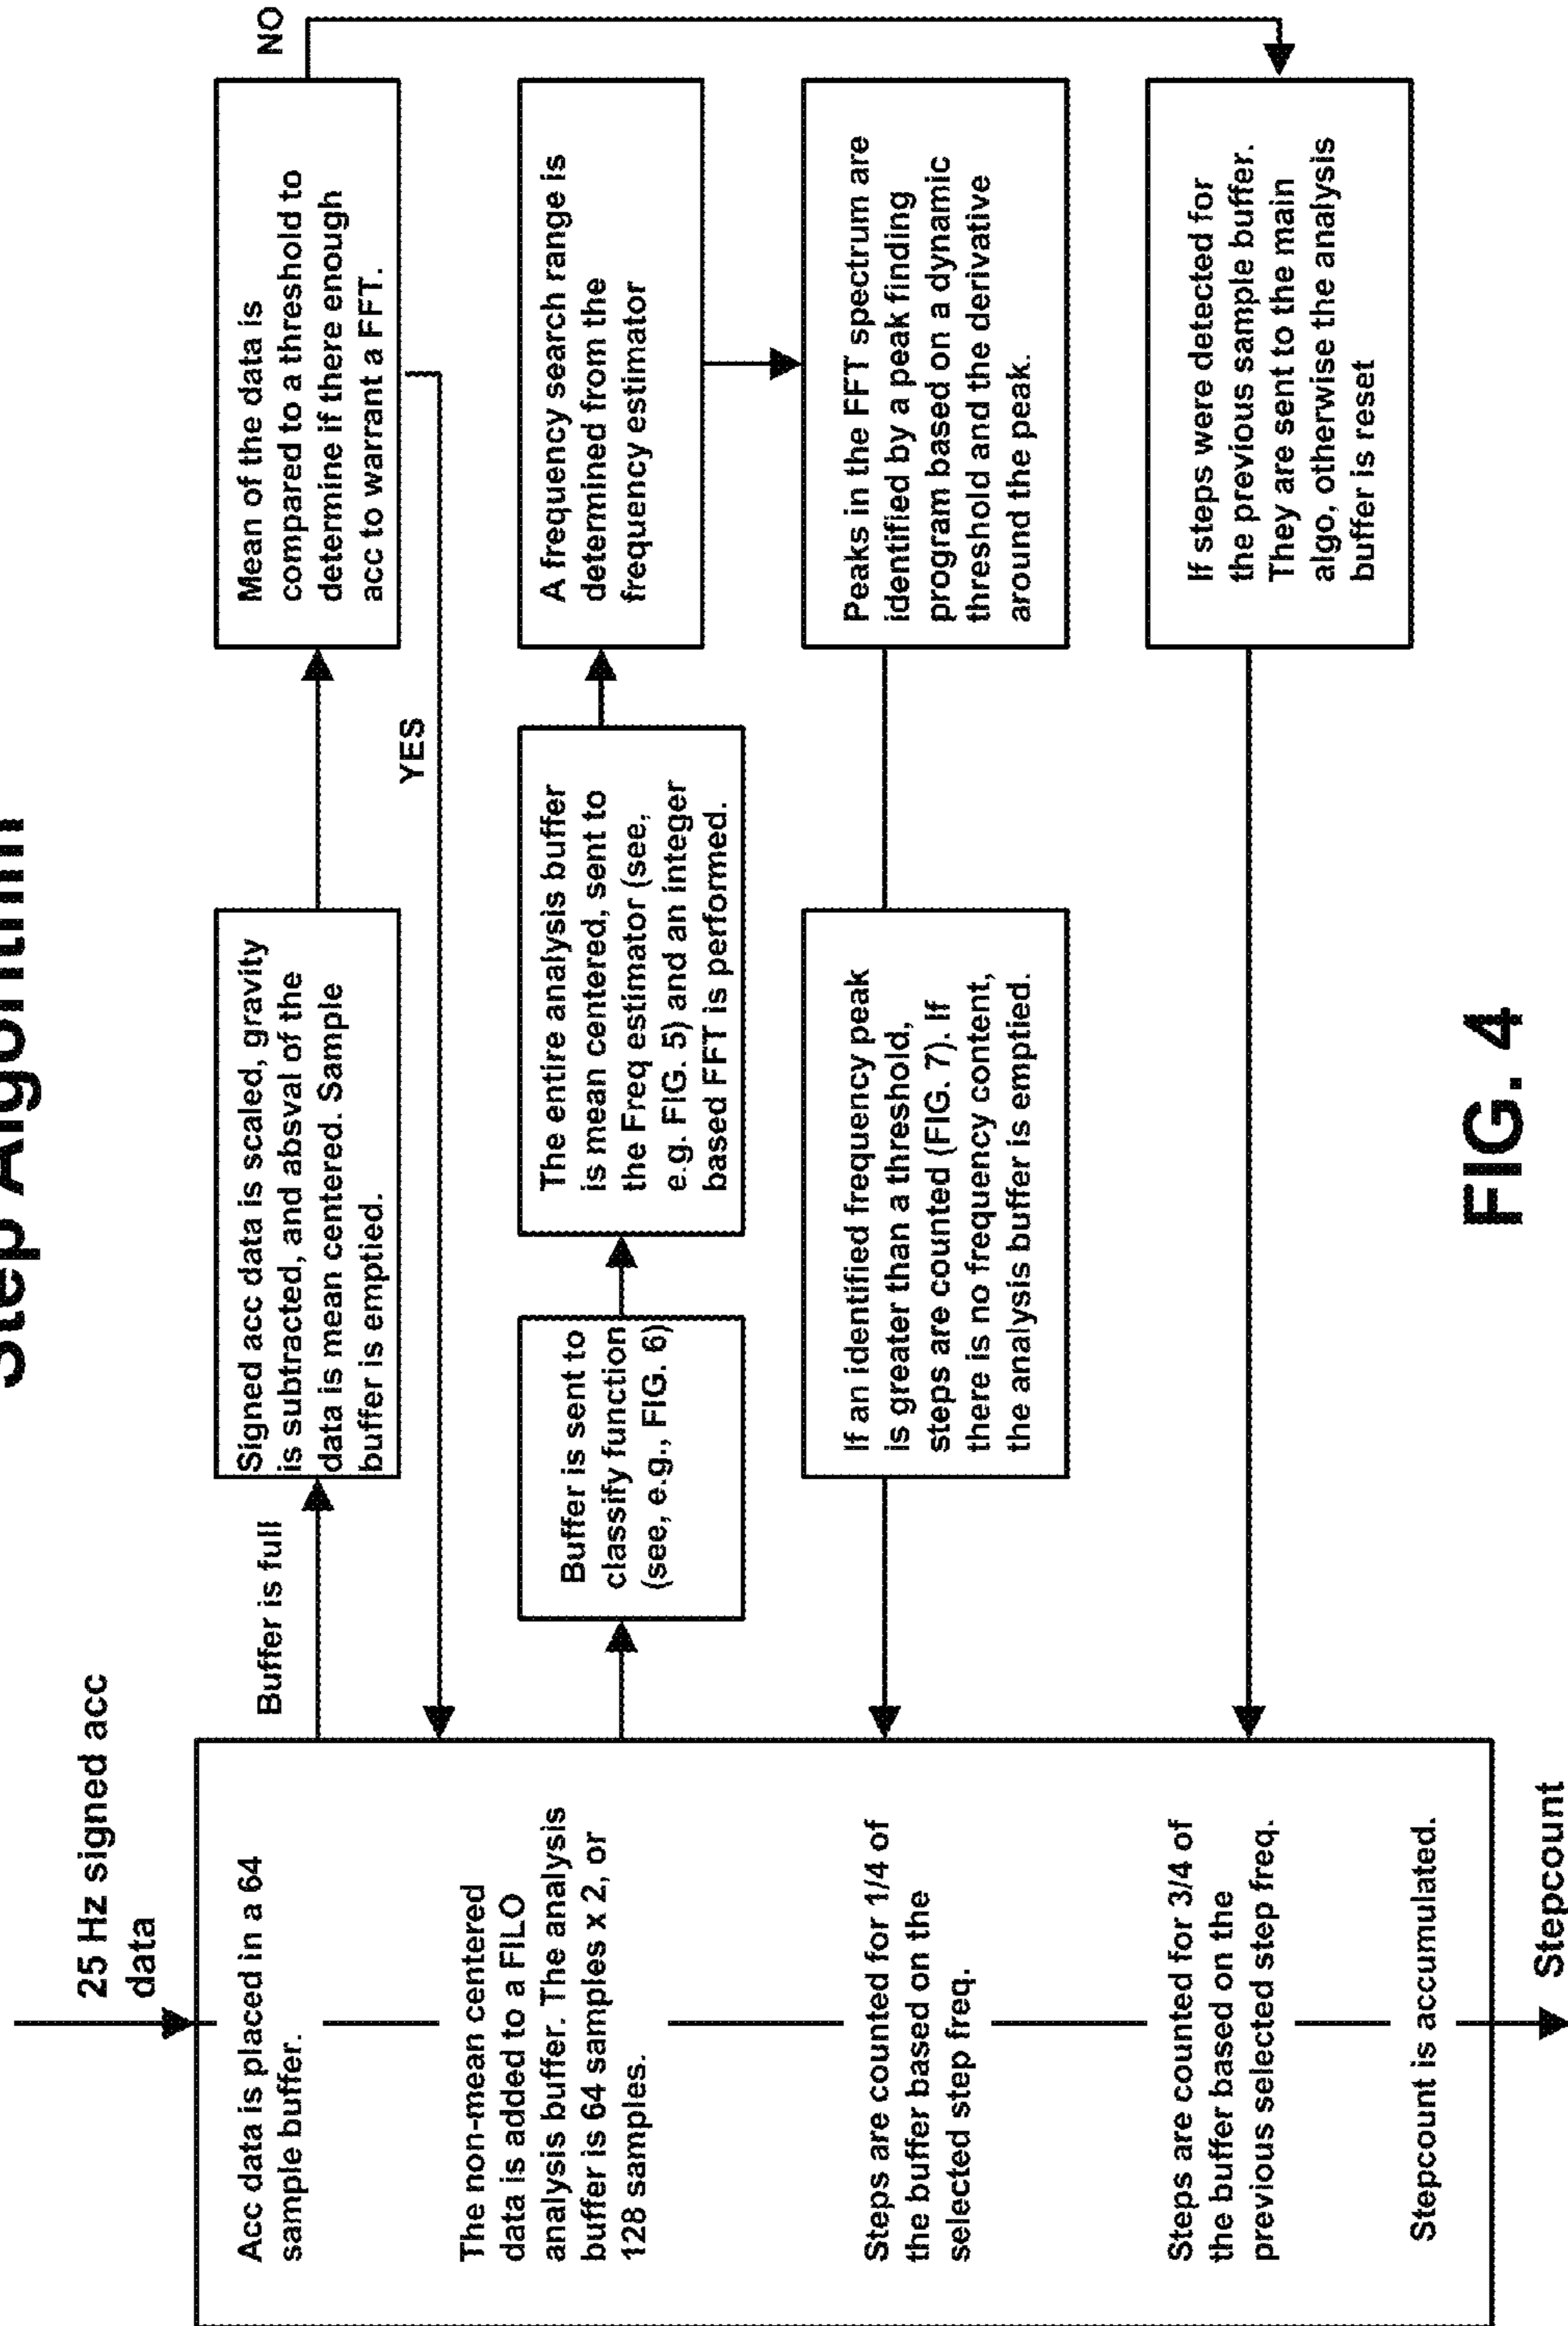 Step Algorithm
25 Hz signed acc
data
Acc data is placed in a 64
sample buffer.
The non-mean centered
data is added to a FILO
analysis buffer. The analysis
buffer is 64 samples x 2, or
128 samples.
Steps are counted for 1/4 of
the buffer based on the
selected step freq.
Steps are counted for 3/4 of
the buffer based on the
previous selected step freq.
Stepcount is accumulated.
Stepcount
Buffer is full
Signed acc data is scaled, gravity
is subtracted, and absval of the
data is mean centered. Sample
buffer is emptied.
Mean of the data is
compared to a threshold to
determine if there enough
acc to warrant a FFT.
NO
YES
Buffer is sent to
classify function
(see, e.g., FIG. 6)
The entire analysis buffer
is mean centered, sent to
the Freq estimator (see,
e.g. FIG. 5) and an integer
based FFT is performed.
A frequency search range is
determined from the
frequency estimator
Peaks in the FFT spectrum are
identified by a peak finding
program based on a dynamic
threshold and the derivative
around the peak.
If an identified frequency peak
is greater than a threshold,
steps are counted (FIG. 7). If
there is no frequency content,
the analysis buffer is emptied.
If steps were detected for
the previous sample buffer.
They are sent to the main
algo, otherwise the analysis
buffer is reset
FIG. 4